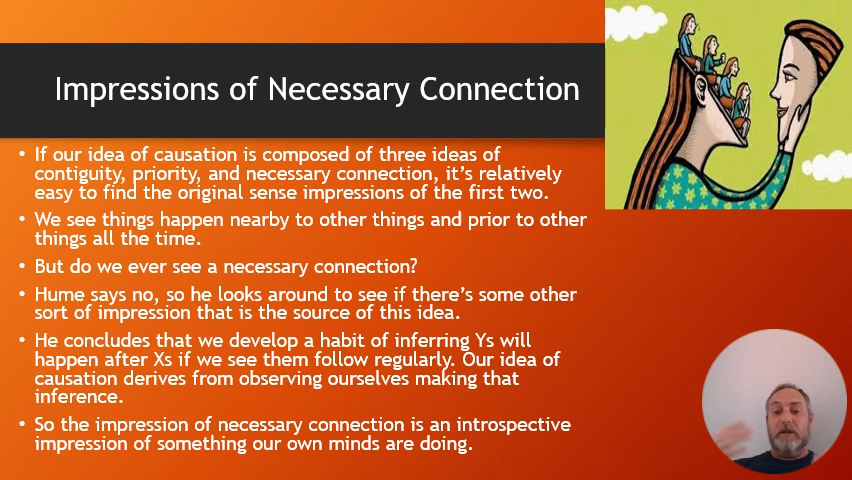 Impressions of Necessary Connection
• If our idea of causation is composed of three ideas of
contiguity, priority, and necessary connection, it's relatively
easy to find the original sense impressions of the first two.
• We see things happen nearby to other things and prior to other
things all the time.
• But do we ever see a necessary connection?
• Hume says no, so he looks around to see if there's some other
sort of impression that is the source of this idea.
• He concludes that we develop a habit of inferring Ys will
happen after Xs if we see them follow regularly. Our idea of
causation derives from observing ourselves making that
inference.
• So the impression of necessary connection is an introspective
impression of something our own minds are doing.